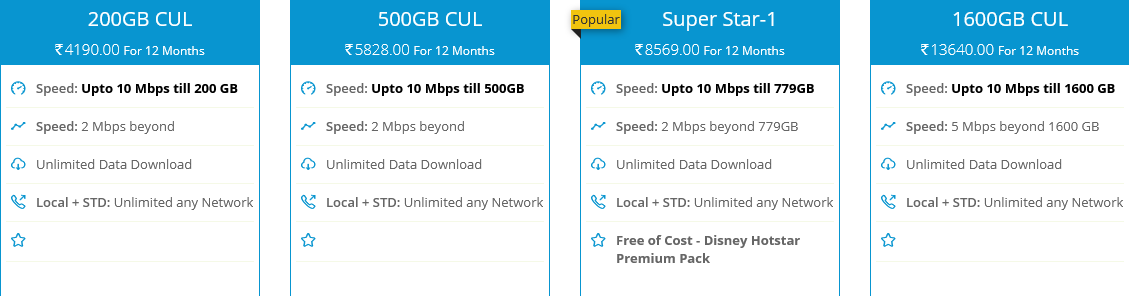 200GB CUL
₹4190.00 For 12 Months
Speed: Upto 10 Mbps till 200 GB
Speed: 2 Mbps beyond
Unlimited Data Download
Local + STD: Unlimited any Network
500GB CUL
₹5828.00 For 12 Months
Speed: Upto 10 Mbps till 500GB
Speed: 2 Mbps beyond
Unlimited Data Download
Local + STD: Unlimited any Network
Popular
Super Star-1
₹8569.00 For 12 Months
Speed: Upto 10 Mbps till 779GB
Speed: 2 Mbps beyond 779GB
Unlimited Data Download
Local + STD: Unlimited any Network
Free of Cost - Disney Hotstar
Premium Pack
1600GB CUL
₹13640.00 For 12 Months
Speed: Upto 10 Mbps till 1600 GB
Speed: 5 Mbps beyond 1600 GB
Unlimited Data Download
Local + STD: Unlimited any Network